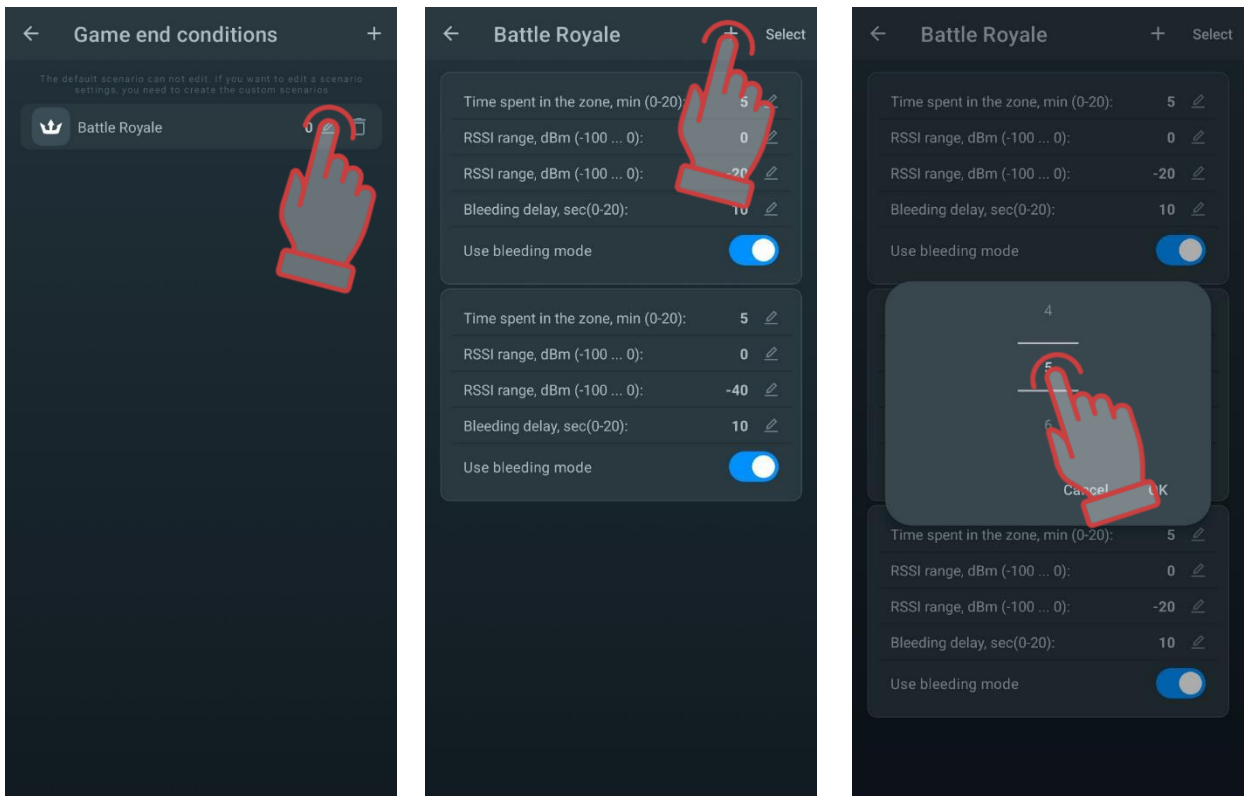 Game end conditions +
The default scenario can not edit. If you want to edit a scenario
settings, you need to create the custom scenarios
Battle Royale 0
Battle Royale + Select
Time spent in the zone, min (0-20): 5
RSSI range, dBm (-100 ... 0): 0
RSSI range, dBm (-100 ... 0): -20
Bleeding delay, sec(0-20): 10
Use bleeding mode
Time spent in the zone, min (0-20): 5
RSSI range, dBm (-100 ... 0): 0
RSSI range, dBm (-100 ... 0): -40
Bleeding delay, sec(0-20): 10
Use bleeding mode
Battle Royale + Select
Time spent in the zone, min (0-20): 5
RSSI range, dBm (-100 ... 0): 0
RSSI range, dBm (-100 ... 0): -20
Bleeding delay, sec(0-20): 10
Use bleeding mode
4
5
6
Cancel OK
Time spent in the zone, min (0-20): 5
RSSI range, dBm (-100 ... 0): 0
RSSI range, dBm (-100 ... 0): -20
Bleeding delay, sec(0-20): 10
Use bleeding mode